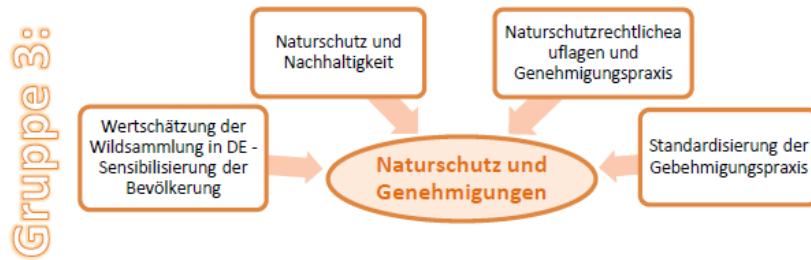 Gruppe 3:
Naturschutz und
Nachhaltigkeit
Naturschutzrechtlichea
uflagen und
Genehmigungspraxis
Wertschätzung der
Wildsammlung in DE -
Sensibilisierung der
Bevölkerung
Naturschutz und
Genehmigungen
Standardisierung der
Gebehmigungspraxis